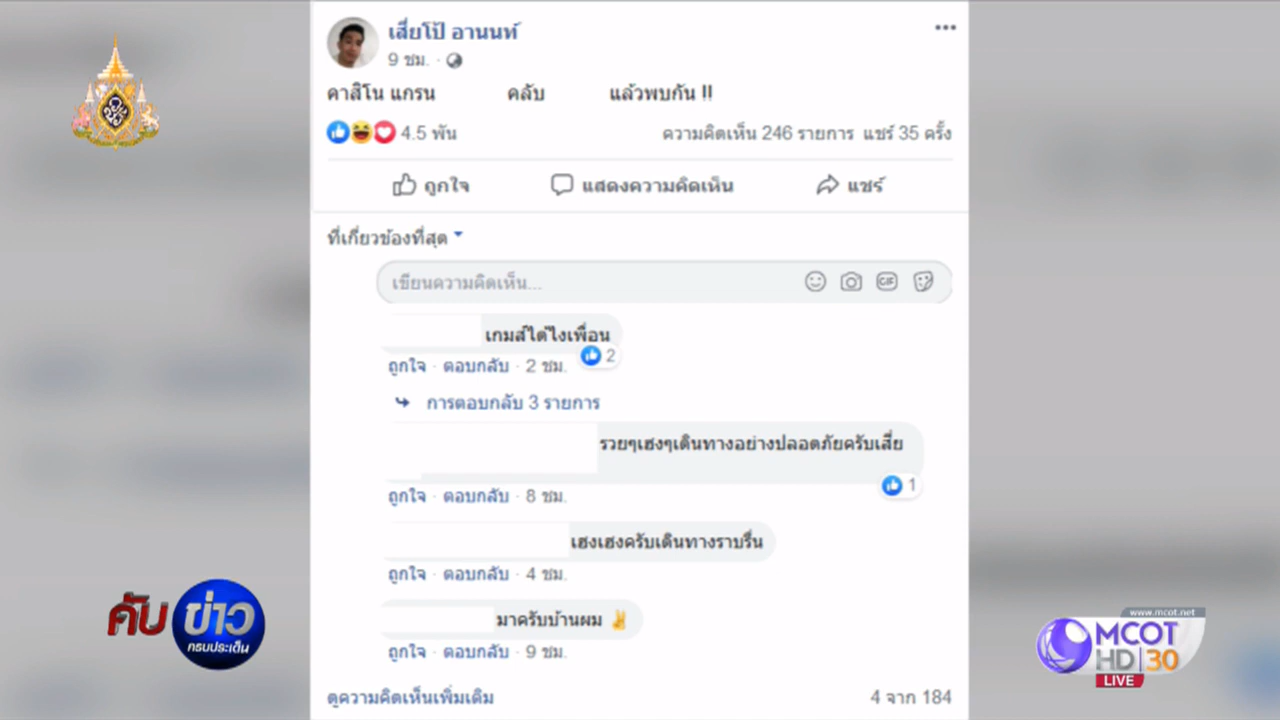 เสี่ยโป้ อานนท์
9 ชม.
คาสิโน แกรน คลับ แล้วพบกัน !!
4.5 พัน ความคิดเห็น 246 รายการ แชร์ 35 ครั้ง
ถูกใจ แสดงความคิดเห็น แชร์
ที่เกี่ยวข้องที่สุด
เขียนความคิดเห็น... GIF
เกมส์ไต่ไงเพื่อน
2
ถูกใจ · ตอบกลับ · 2 ชม.
การตอบกลับ 3 รายการ
รวยๆเฮงๆเดินทางอย่างปลอดภัยครับเสี่ย
1
ถูกใจ · ตอบกลับ · 8 ชม.
เฮงเฮงครับเดินทางราบรื่น
ถูกใจ · ตอบกลับ · 4 ชม.
มาครับบ้านผม ✌
ถูกใจ · ตอบกลับ · 9 ชม.
ดูความคิดเห็นเพิ่มเติม 4 จาก 184
คับข่าว
ครบประเด็น
www.mcot.net
MCOT
HD 30
LIVE